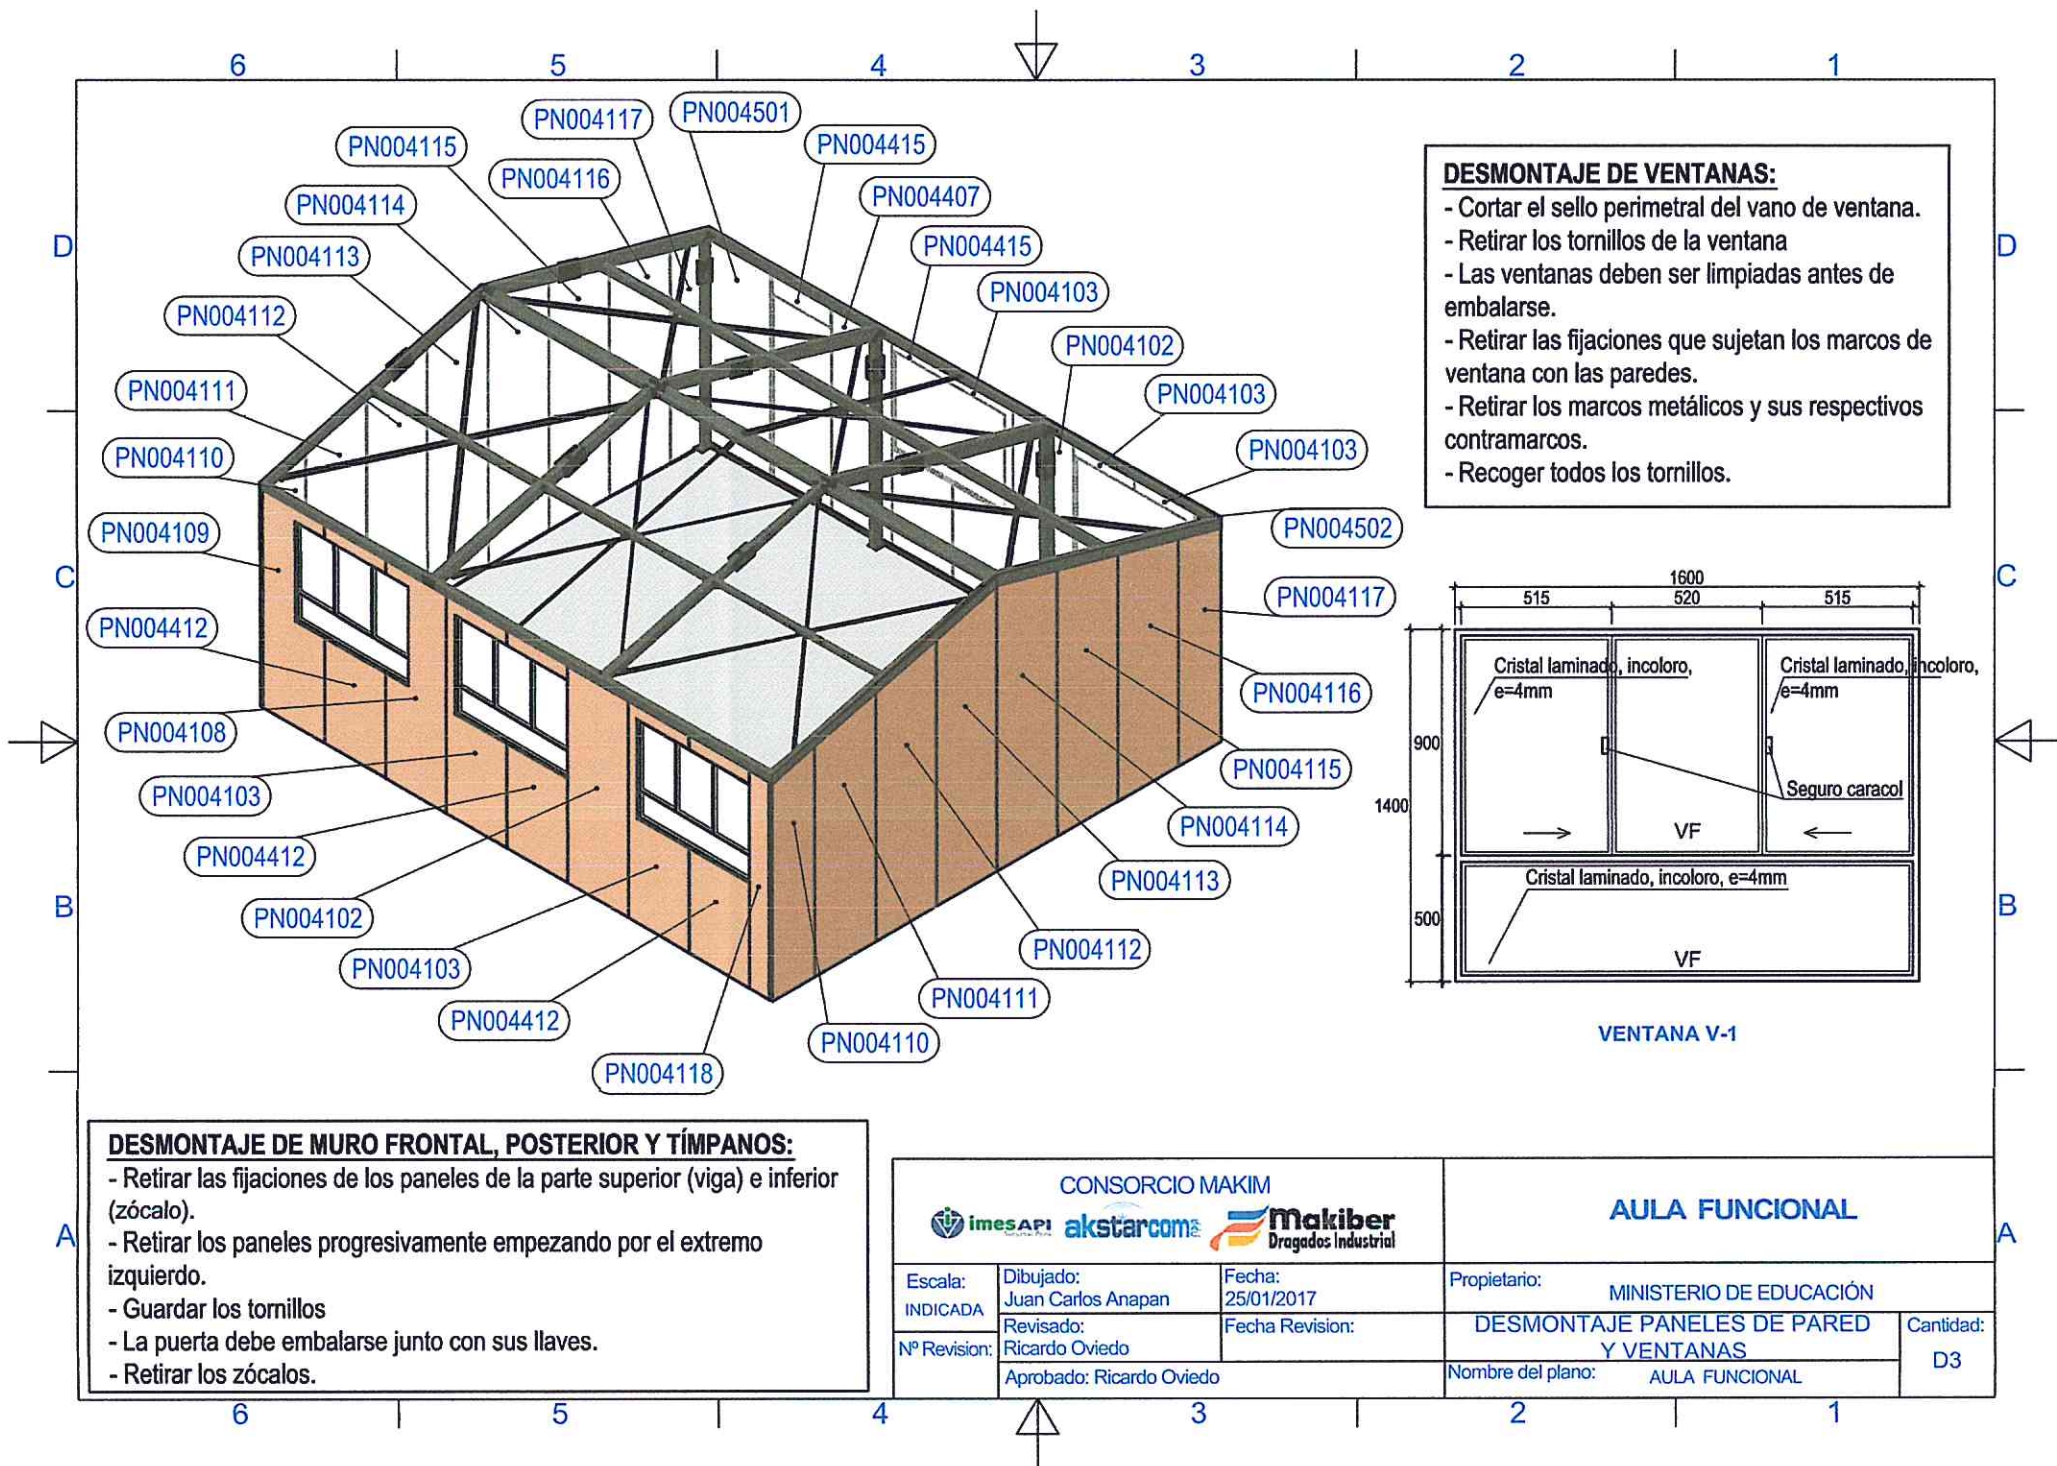 6 5 4 3 2 1
D
C
B
A
D
C
B
A
PN004117
PN004501
PN004115
PN004415
PN004116
PN004407
PN004114
PN004415
PN004113
PN004103
PN004112
PN004102
PN004111
PN004103
PN004110
PN004103
PN004109
PN004502
PN004412
PN004117
PN004108
PN004116
PN004103
PN004115
PN004412
PN004114
PN004102
PN004113
PN004103
PN004112
PN004412
PN004111
PN004118
PN004110
DESMONTAJE DE VENTANAS:
- Cortar el sello perimetral del vano de ventana.
- Retirar los tornillos de la ventana
- Las ventanas deben ser limpiadas antes de
embalarse.
- Retirar las fijaciones que sujetan los marcos de
ventana con las paredes.
- Retirar los marcos metálicos y sus respectivos
contramarcos.
- Recoger todos los tornillos.
1600
515 520 515
Cristal laminado, incoloro,
e=4mm
Cristal laminado, incoloro,
e=4mm
900
1400
500
Seguro caracol
VF
Cristal laminado, incoloro, e=4mm
VF
VENTANA V-1
DESMONTAJE DE MURO FRONTAL, POSTERIOR Y TÍMPANOS:
- Retirar las fijaciones de los paneles de la parte superior (viga) e inferior
(zócalo).
- Retirar los paneles progresivamente empezando por el extremo
izquierdo.
- Guardar los tornillos
- La puerta debe embalarse junto con sus llaves.
- Retirar los zócalos.
CONSORCIO MAKIM
imesAPI
akstarcom
Makiber
Dragados Industrial
AULA FUNCIONAL
Escala:
INDICADA
Dibujado:
Juan Carlos Anapan
Fecha:
25/01/2017
Propietario:
MINISTERIO DE EDUCACIÓN
Nº Revision:
Revisado:
Ricardo Oviedo
Fecha Revision:
DESMONTAJE PANELES DE PARED
Y VENTANAS
Cantidad:
D3
Aprobado: Ricardo Oviedo
Nombre del plano: AULA FUNCIONAL
6 5 4 3 2 1